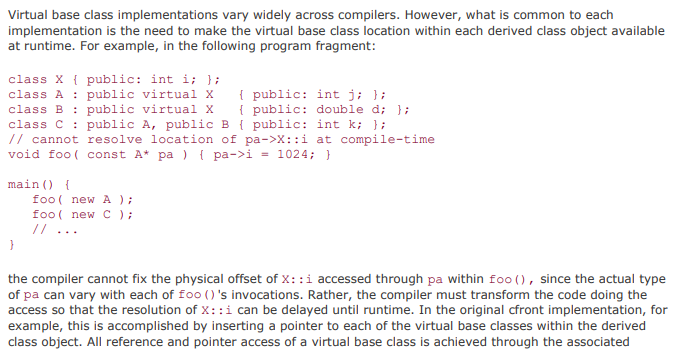 Virtual base class implementations vary widely across compilers. However, what is common to each
implementation is the need to make the virtual base class location within each derived class object available
at runtime. For example, in the following program fragment:
class X { public: int i; };
class A : public virtual X   { public: int j; };
class B : public virtual X   { public: double d; };
class C : public A, public B { public: int k; };
// cannot resolve location of pa->X::i at compile-time
void foo( const A* pa ) { pa->i = 1024; }
main() {
   foo( new A );
   foo( new C );
   // ...
}
the compiler cannot fix the physical offset of X::i accessed through pa within foo(), since the actual type
of pa can vary with each of foo()'s invocations. Rather, the compiler must transform the code doing the
access so that the resolution of X::i can be delayed until runtime. In the original cfront implementation, for
example, this is accomplished by inserting a pointer to each of the virtual base classes within the derived
class object. All reference and pointer access of a virtual base class is achieved through the associated